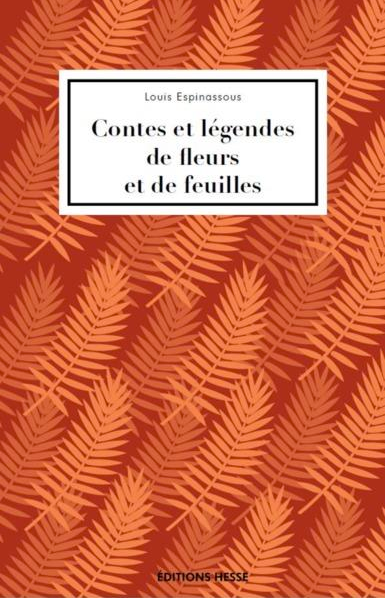 Louis Espinassous
Contes et légendes
de fleurs
et de feuilles
ÉDITIONS HESSE